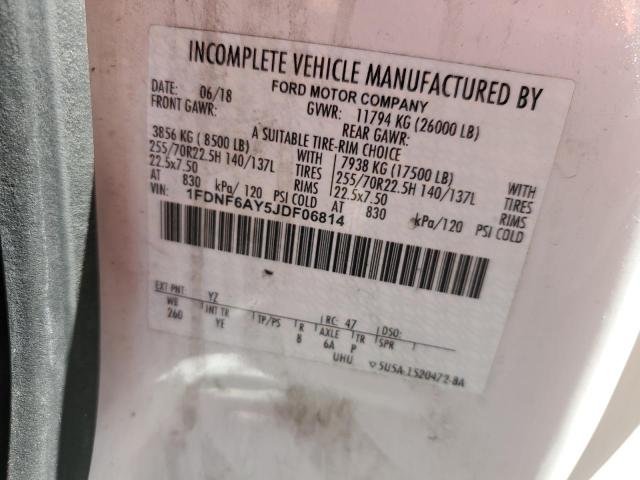 INCOMPLETE VEHICLE MANUFACTURED BY
FORD MOTOR COMPANY
DATE: 06/18 GVWR: 11794 KG (26000 LB)
FRONT GAWR: REAR GAWR:
A SUITABLE TIRE-RIM CHOICE
3856 KG ( 8500 LB) WITH 7938 KG (17500 LB) WITH
255/70R22.5H 140/137L TIRES 255/70R22.5H 140/137L TIRES
22.5x7.50 RIMS 22.5x7.50 RIMS
AT 830 kPa/ 120 PSI COLD AT 830 kPa/120 PSI COLD
VIN: 1FDNF6AY5JDF06814
EXT PNT: YZ RC: 47 DSO:
WB INT TR TP/PS R AXLE TR SPR
260 YE 8 6A P
UHU 5U5A-1520472-BA